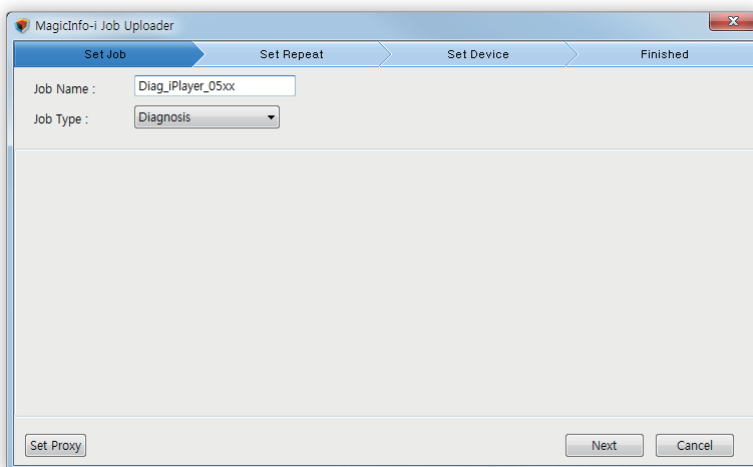 MagicInfo-i Job Uploader
Set Job Set Repeat Set Device Finished
Job Name : Diag_iPlayer_05xx
Job Type : Diagnosis
Set Proxy Next Cancel